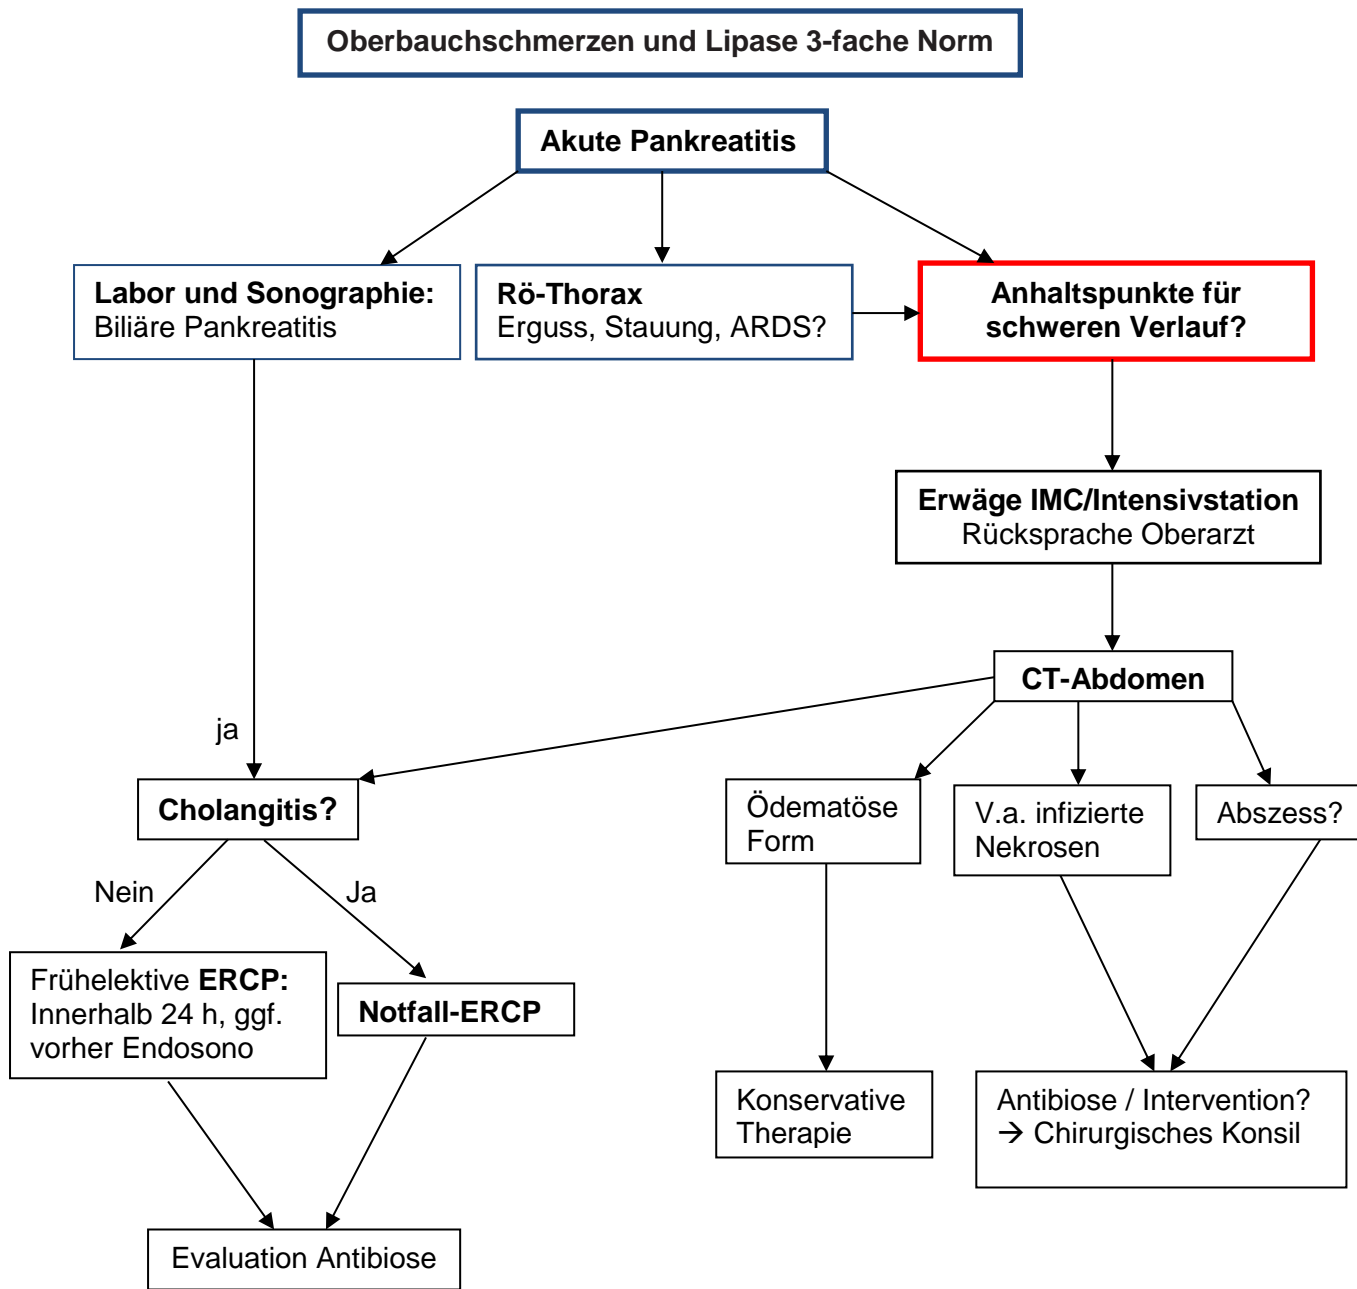 Oberbauchschmerzen und Lipase 3-fache Norm
Akute Pankreatitis
Labor und Sonographie:
Biliäre Pankreatitis
Rö-Thorax
Erguss, Stauung, ARDS?
Anhaltspunkte für
schweren Verlauf?
Erwäge IMC/Intensivstation
Rücksprache Oberarzt
CT-Abdomen
ja
Cholangitis?
Ödematöse
Form
V.a. infizierte
Nekrosen
Abszess?
Nein
Ja
Frühelektive ERCP:
Innerhalb 24 h, ggf.
vorher Endosono
Notfall-ERCP
Konservative
Therapie
Antibiose / Intervention?
→ Chirurgisches Konsil
Evaluation Antibiose